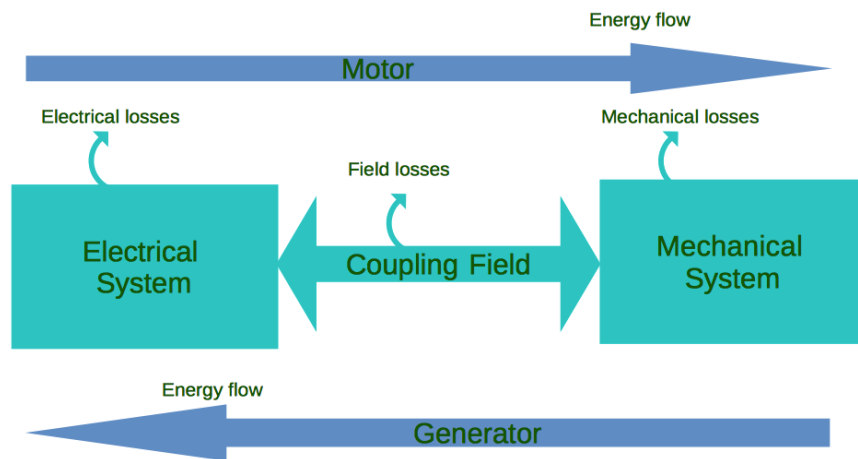 Energy flow
Motor
Electrical losses
Mechanical losses
Field losses
Electrical
System
Coupling Field
Mechanical
System
Energy flow
Generator